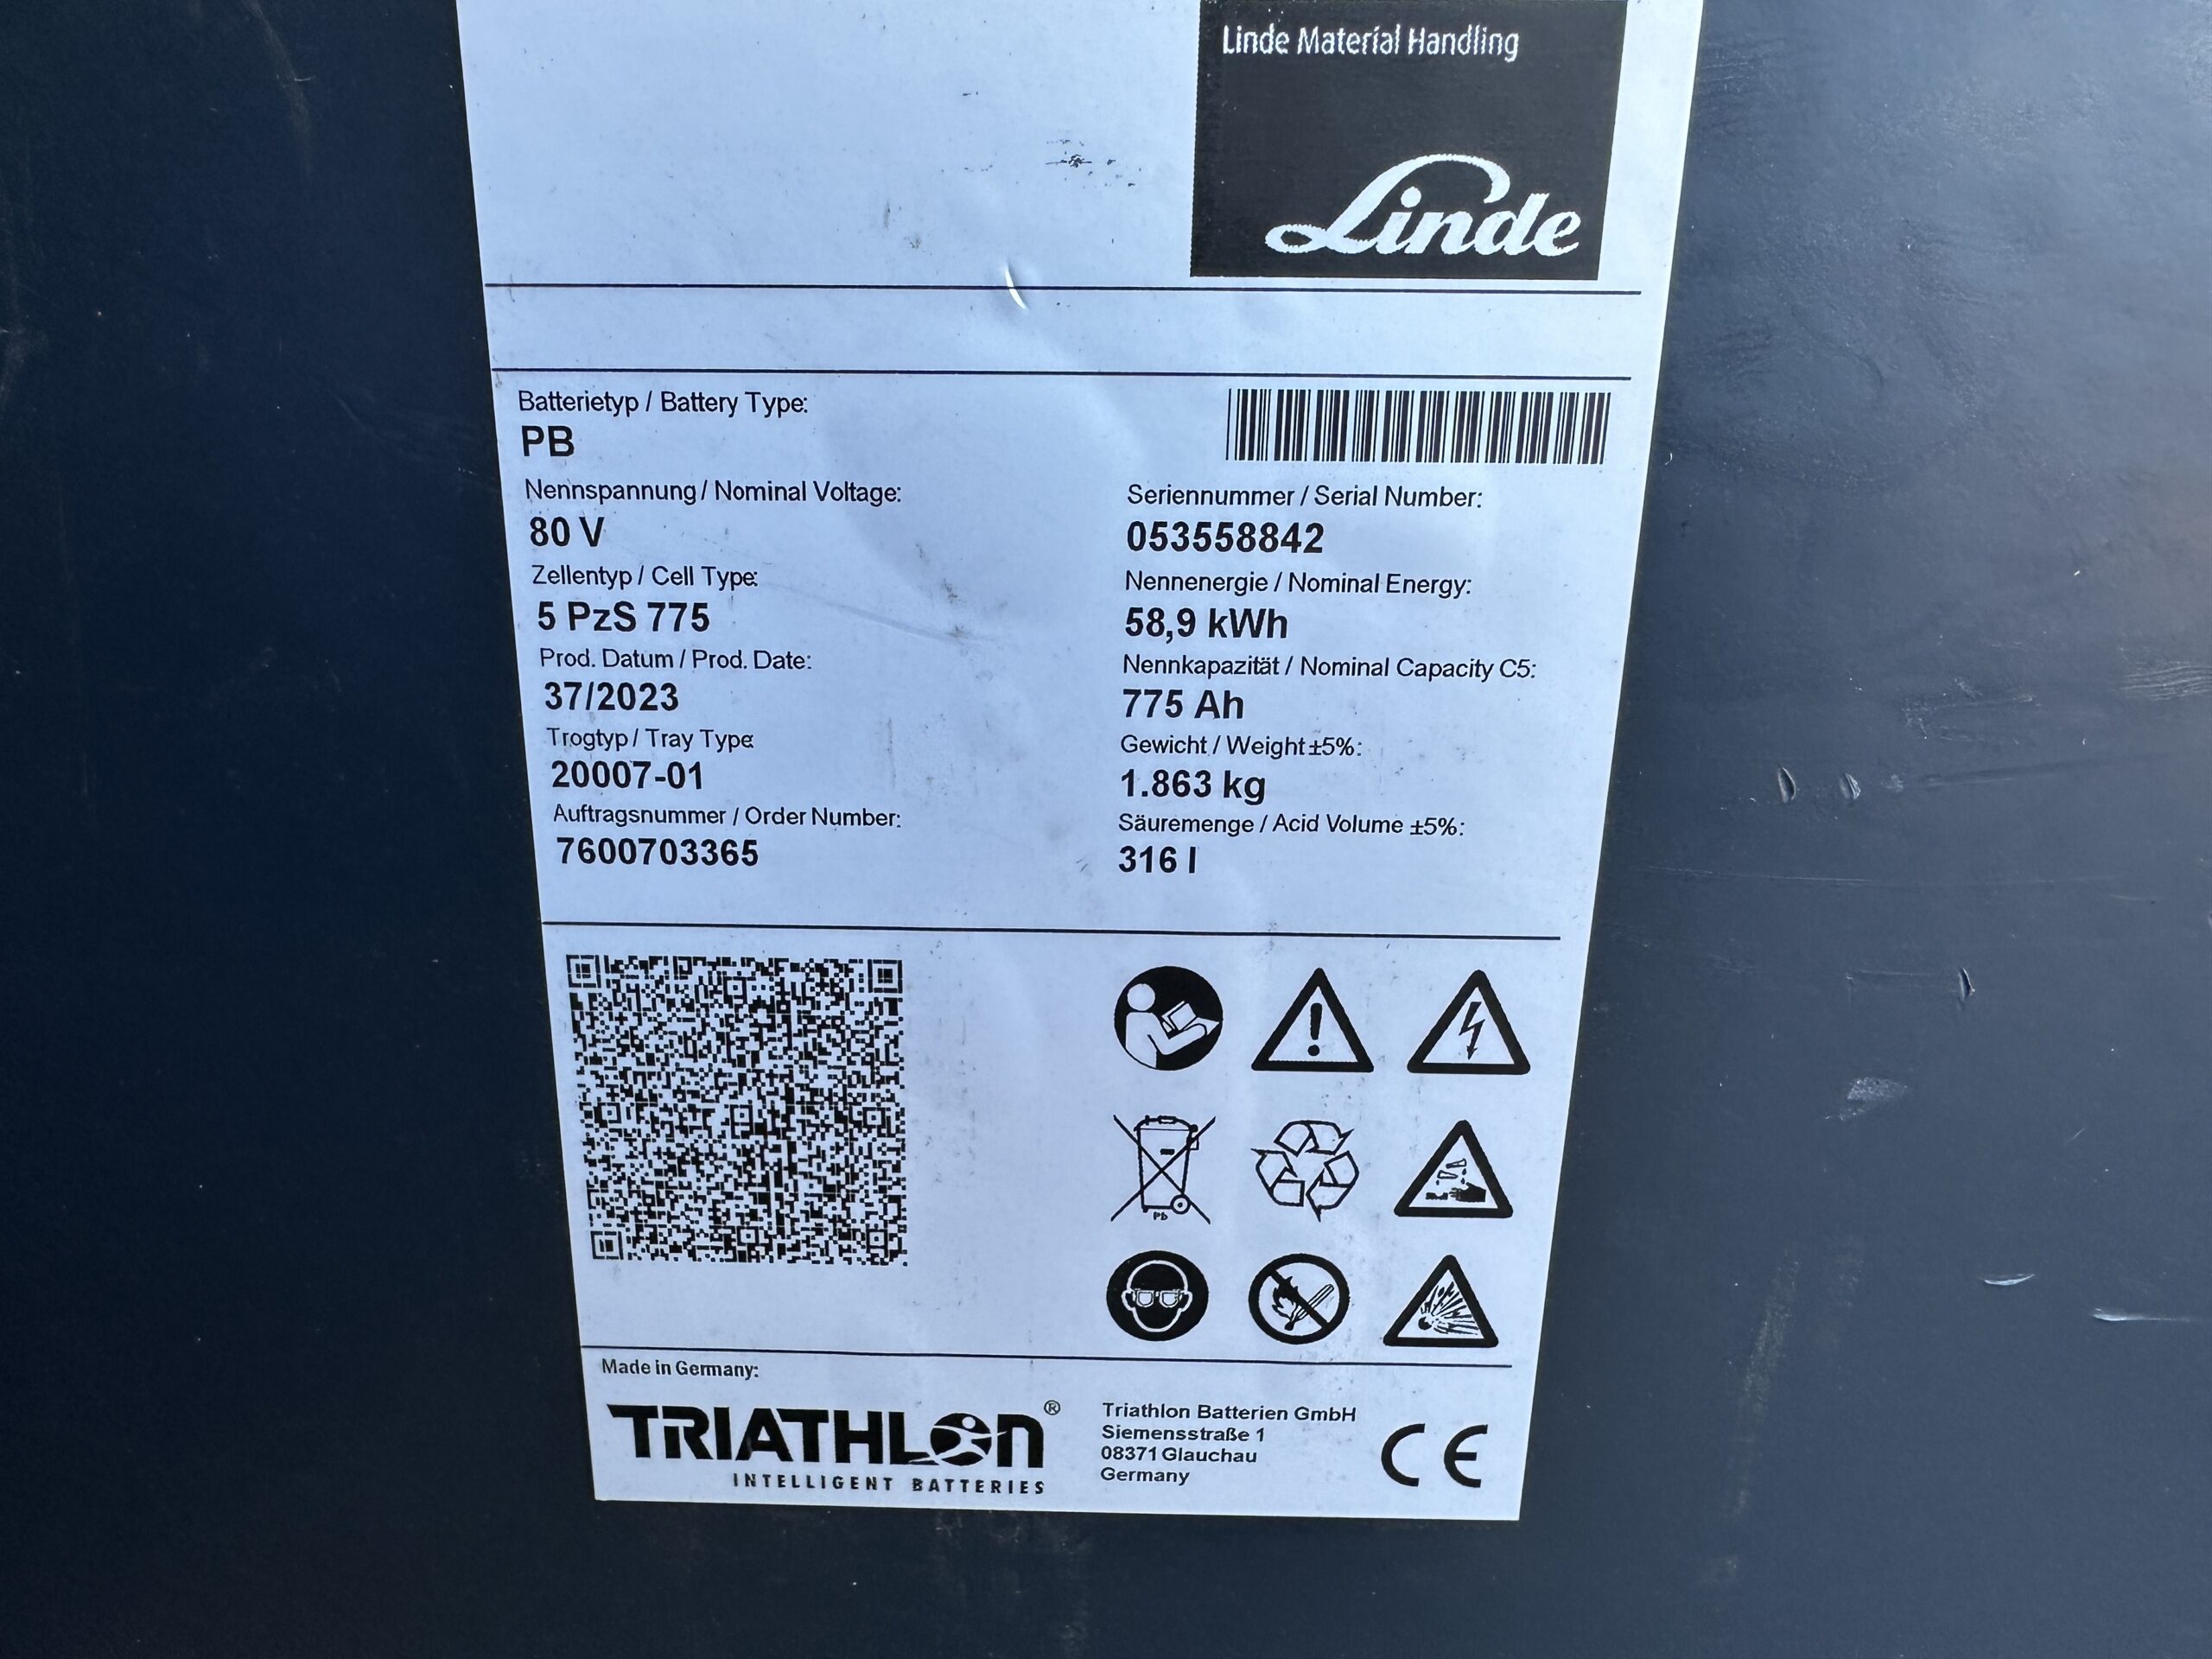 Linde Material Handling
Linde
Batterietyp / Battery Type:
PB
Nennspannung / Nominal Voltage:
80 V
Zellentyp / Cell Type:
5 PzS 775
Prod. Datum / Prod. Date:
37/2023
Trogtyp / Tray Type
20007-01
Auftragsnummer / Order Number:
7600703365
Seriennummer / Serial Number:
053558842
Nennenergie / Nominal Energy:
58,9 kWh
Nennkapazität / Nominal Capacity C5:
775 Ah
Gewicht / Weight ±5%:
1.863 kg
Säuremenge / Acid Volume ±5%:
316 l
Pb
Made in Germany:
TRIATHLON®
INTELLIGENT BATTERIES
Triathlon Batterien GmbH
Siemensstraße 1
08371 Glauchau
Germany
CE